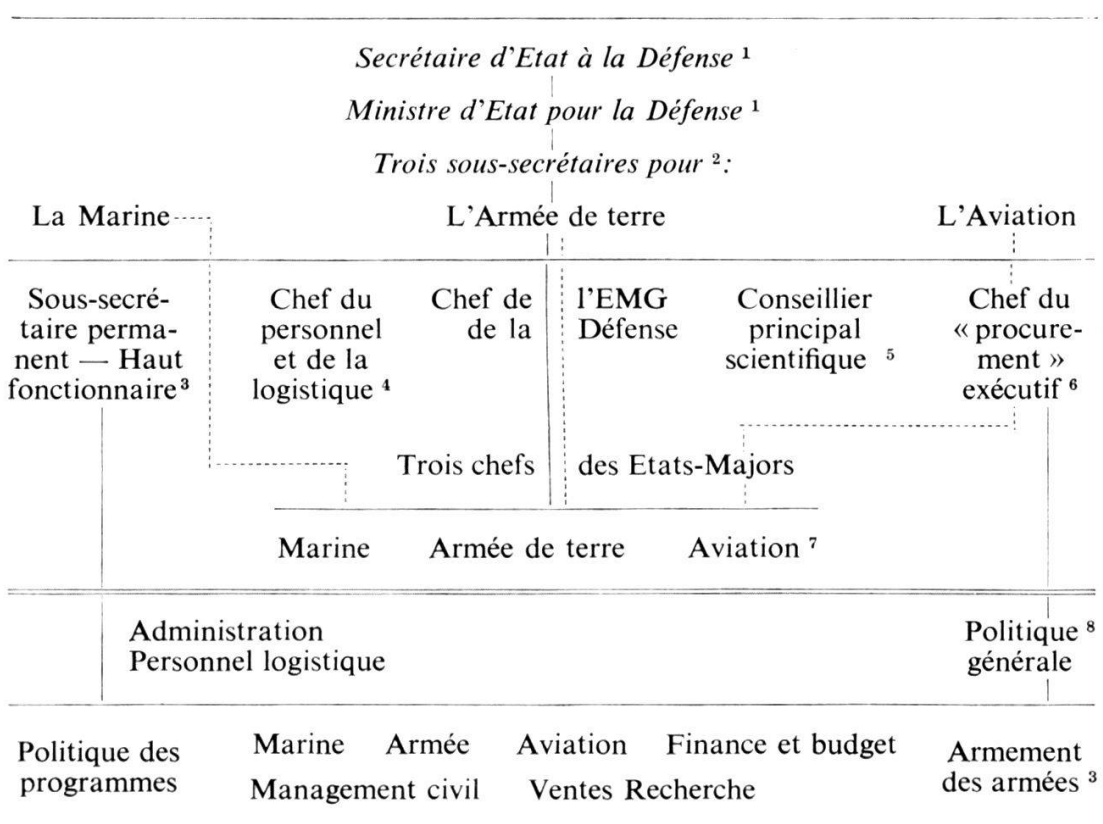 Secrétaire d'Etat à la Défense ¹
Ministre d'Etat pour la Défense ¹
Trois sous-secrétaires pour ²:
La Marine L'Armée de terre L'Aviation
Sous-secré- Chef du Chef de l'EMG Conseillier Chef du
taire perma- personnel de la Défense principal « procure-
nent — Haut et de la scientifique ⁵ ment »
fonctionnaire³ logistique ⁴ exécutif ⁶
Trois chefs des Etats-Majors
Marine Armée de terre Aviation ⁷
Administration Politique ⁸
Personnel logistique générale
Politique des Marine Armée Aviation Finance et budget Armement
programmes Management civil Ventes Recherche des armées ³